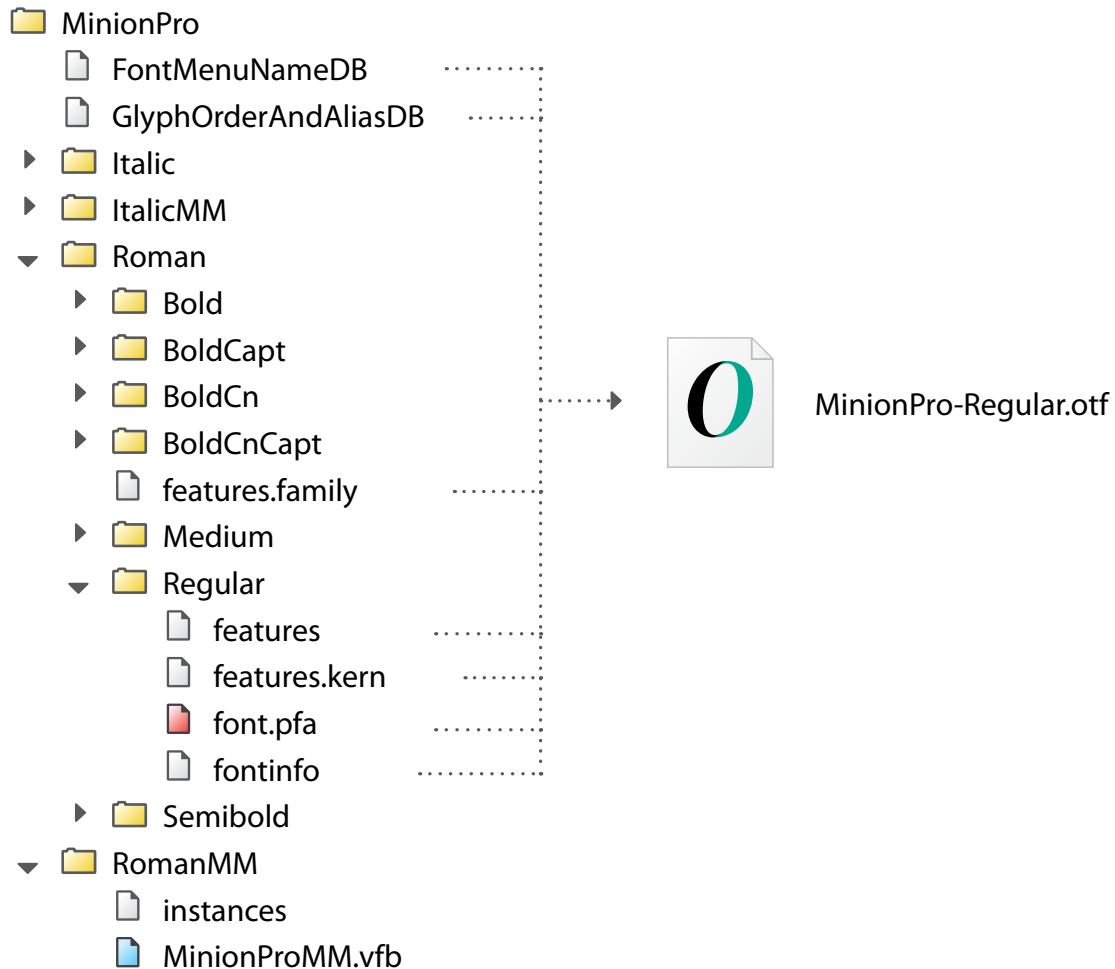 MinionPro
FontMenuNameDB
GlyphOrderAndAliasDB
Italic
ItalicMM
Roman
Bold
BoldCapt
BoldCn
BoldCnCapt
features.family
Medium
Regular
features
features.kern
font.pfa
fontinfo
Semibold
RomanMM
instances
MinionProMM.vfb
O
MinionPro-Regular.otf